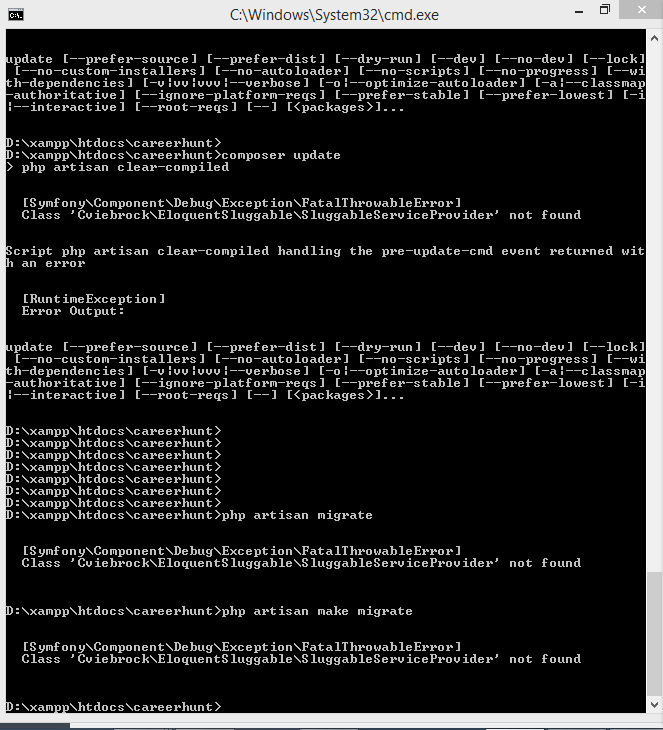 C:\Windows\System32\cmd.exe
update [--prefer-source] [--prefer-dist] [--dry-run] [--dev] [--no-dev] [--lock]
 [--no-custom-installers] [--no-autoloader] [--no-scripts] [--no-progress] [--wi
th-dependencies] [-v¦vv¦vvv¦--verbose] [-o¦--optimize-autoloader] [-a¦--classmap
-authoritative] [--ignore-platform-reqs] [--prefer-stable] [--prefer-lowest] [-i
¦--interactive] [--root-reqs] [--] [<packages>]...
D:\xampp\htdocs\careerhunt>
D:\xampp\htdocs\careerhunt>composer update
> php artisan clear-compiled
[Symfony\Component\Debug\Exception\FatalThrowableError]
Class 'Cviebrock\EloquentSluggable\SluggableServiceProvider' not found
Script php artisan clear-compiled handling the pre-update-cmd event returned wit
h an error
[RuntimeException]
Error Output:
update [--prefer-source] [--prefer-dist] [--dry-run] [--dev] [--no-dev] [--lock]
 [--no-custom-installers] [--no-autoloader] [--no-scripts] [--no-progress] [--wi
th-dependencies] [-v¦vv¦vvv¦--verbose] [-o¦--optimize-autoloader] [-a¦--classmap
-authoritative] [--ignore-platform-reqs] [--prefer-stable] [--prefer-lowest] [-i
¦--interactive] [--root-reqs] [--] [<packages>]...
D:\xampp\htdocs\careerhunt>
D:\xampp\htdocs\careerhunt>
D:\xampp\htdocs\careerhunt>
D:\xampp\htdocs\careerhunt>
D:\xampp\htdocs\careerhunt>
D:\xampp\htdocs\careerhunt>
D:\xampp\htdocs\careerhunt>
D:\xampp\htdocs\careerhunt>php artisan migrate
[Symfony\Component\Debug\Exception\FatalThrowableError]
Class 'Cviebrock\EloquentSluggable\SluggableServiceProvider' not found
D:\xampp\htdocs\careerhunt>php artisan make migrate
[Symfony\Component\Debug\Exception\FatalThrowableError]
Class 'Cviebrock\EloquentSluggable\SluggableServiceProvider' not found
D:\xampp\htdocs\careerhunt>